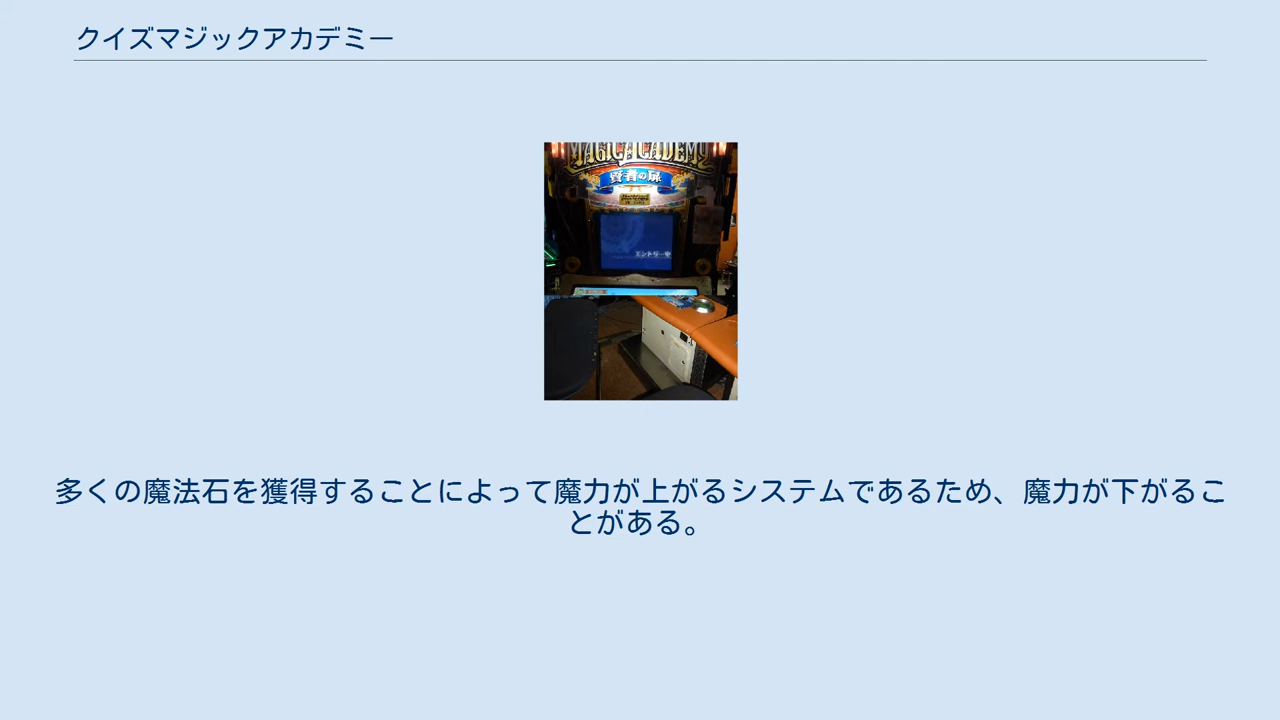 クイズマジックアカデミー
MAGIC ACADEMY
賢者の扉
エントリー中
多くの魔法石を獲得することによって魔力が上がるシステムであるため、魔力が下がるこ
とがある。